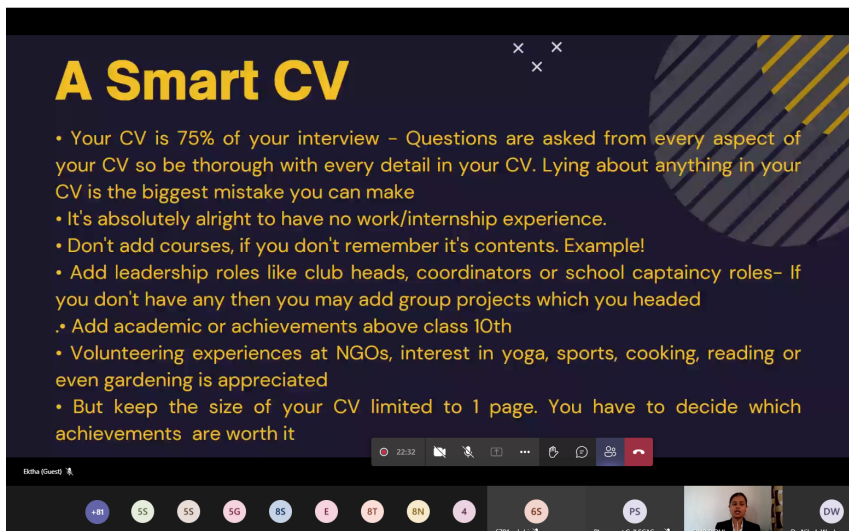 A Smart CV
• Your CV is 75% of your interview - Questions are asked from every aspect of
your CV so be thorough with every detail in your CV. Lying about anything in your
CV is the biggest mistake you can make
• It's absolutely alright to have no work/internship experience.
• Don't add courses, if you don't remember it's contents. Example!
• Add leadership roles like club heads, coordinators or school captaincy roles- If
you don't have any then you may add group projects which you headed
.• Add academic or achievements above class 10th
• Volunteering experiences at NGOs, interest in yoga, sports, cooking, reading or
even gardening is appreciated
• But keep the size of your CV limited to 1 page. You have to decide which
achievements are worth it
22:32
Ektha (Guest)
+81 5S 5S 5G 8S E 8T 8N 4 6S PS DW